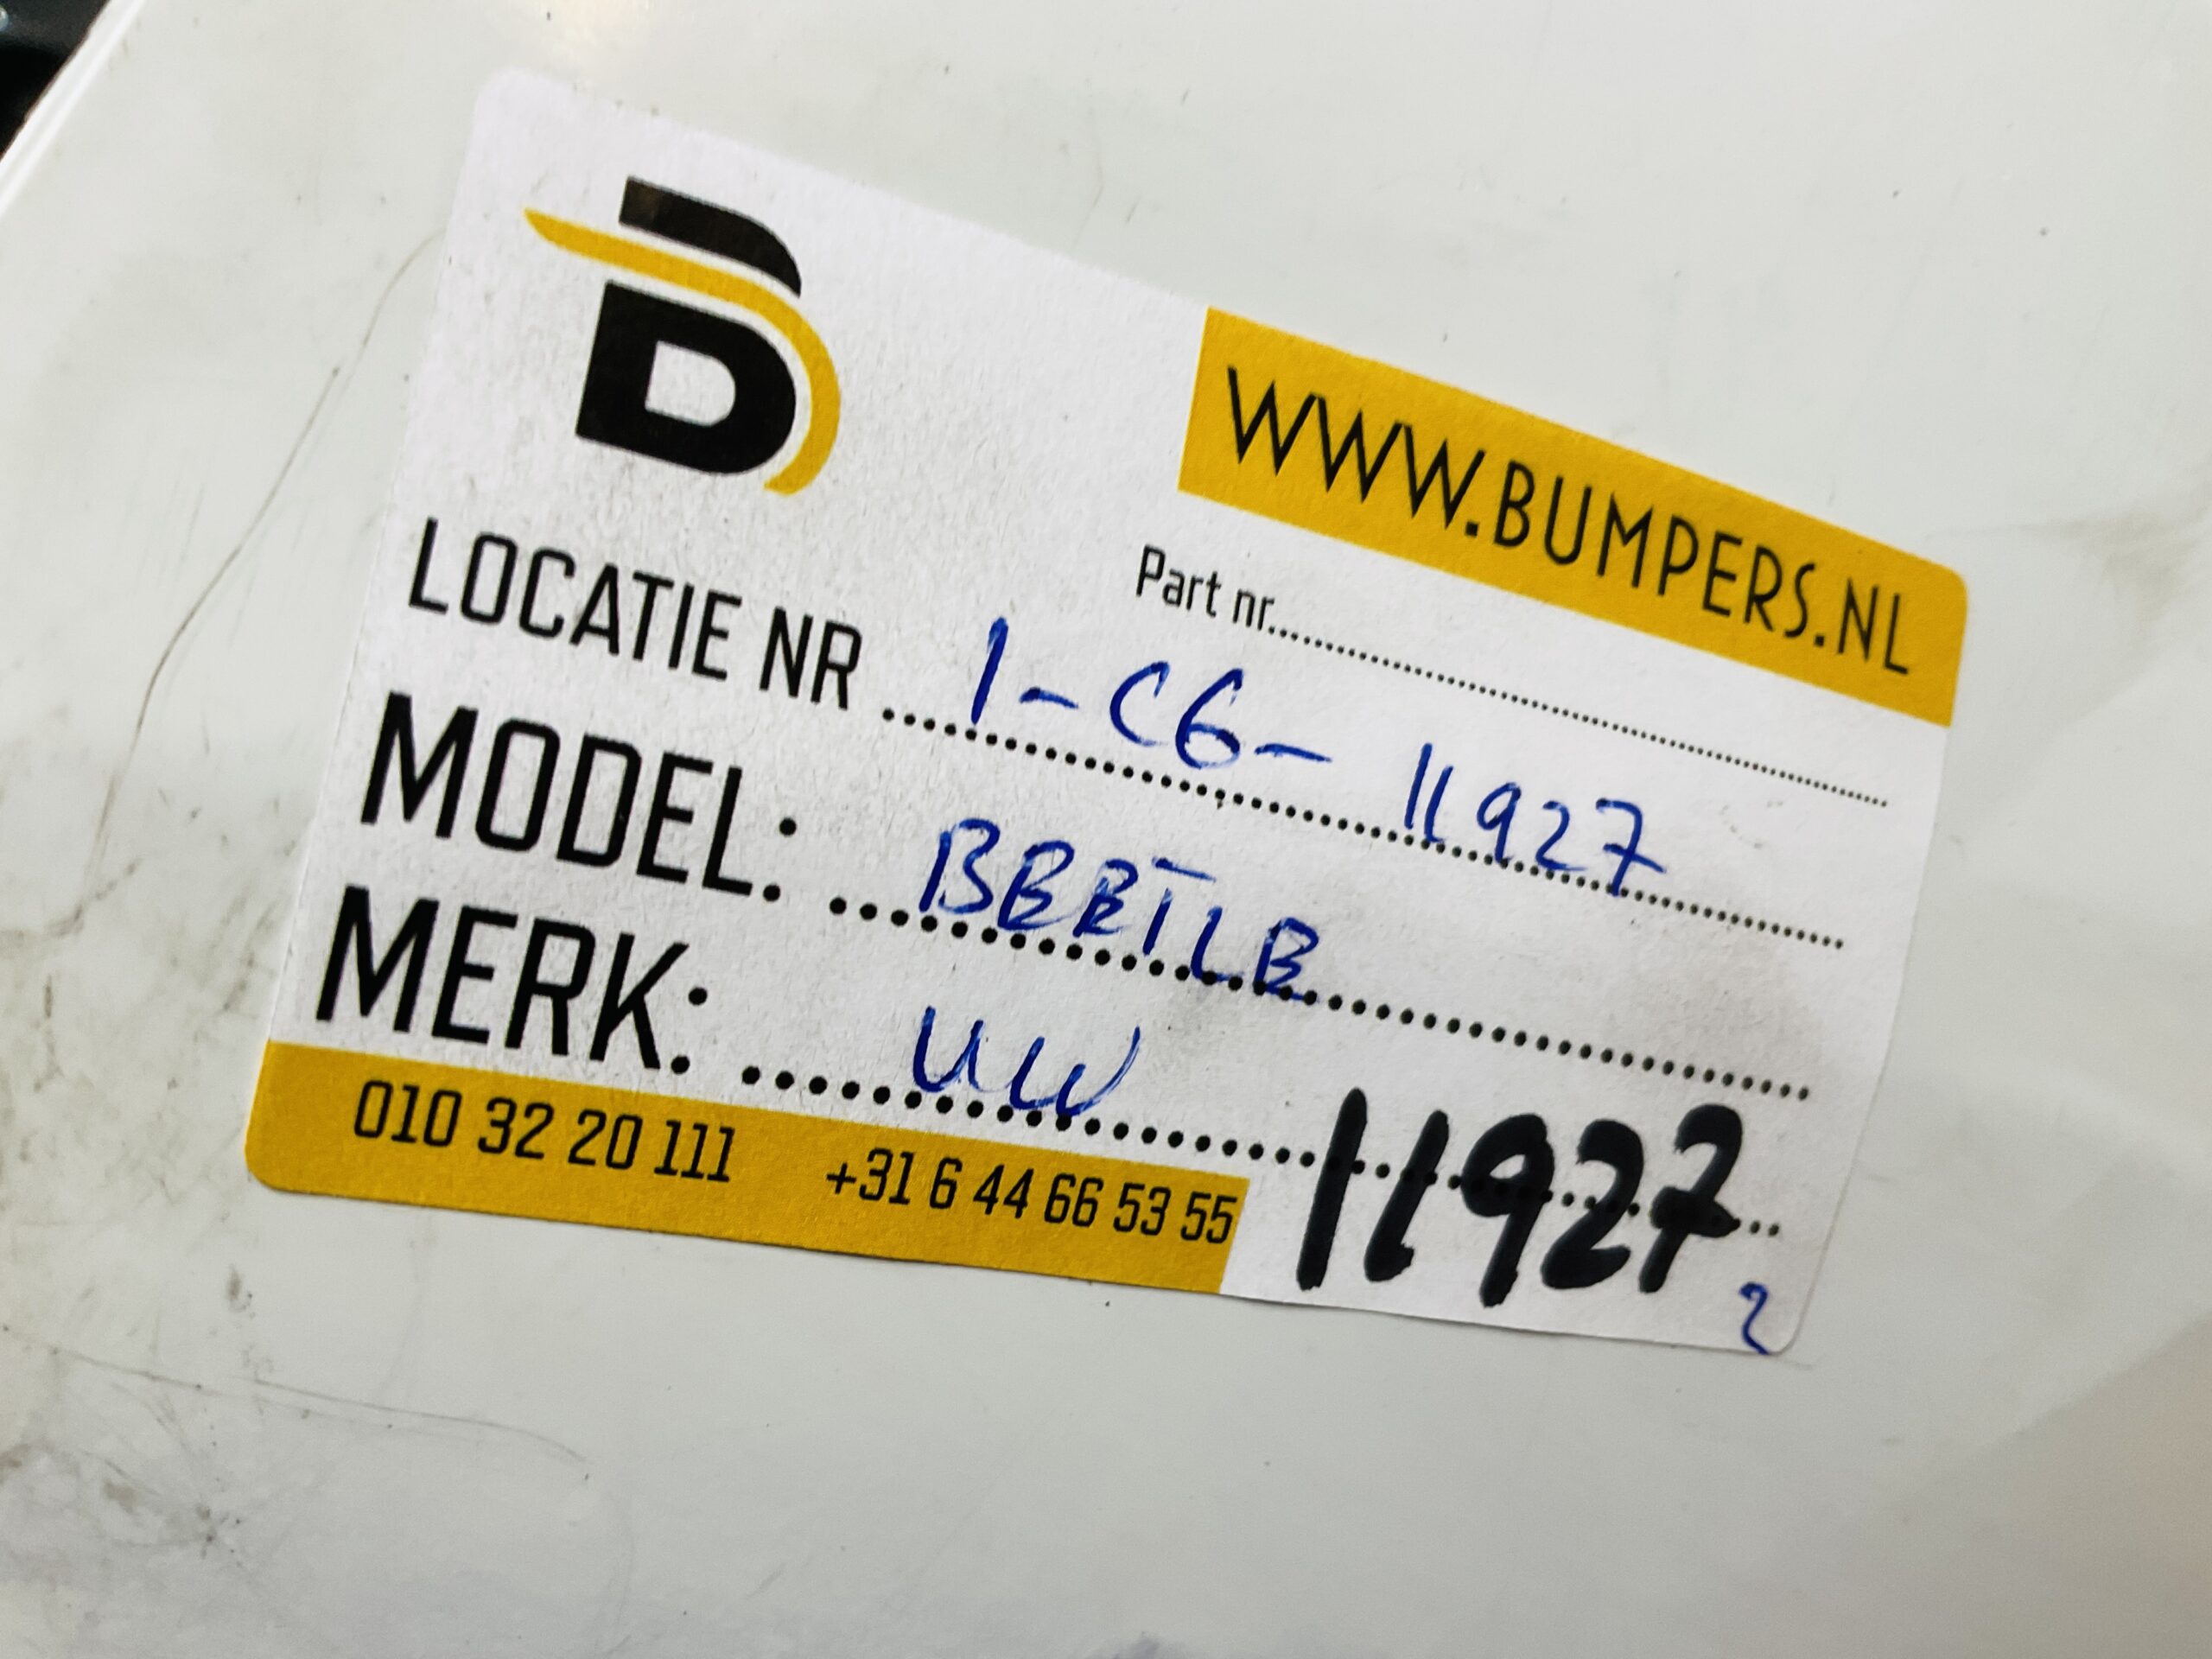 B
WWW.BUMPERS.NL
Part nr..........
LOCATIE NR .... 1-C6-11927
MODEL: ... BEETLE
MERK: ..... VW
11927
010 32 20 111 +31 6 44 66 53 55
2